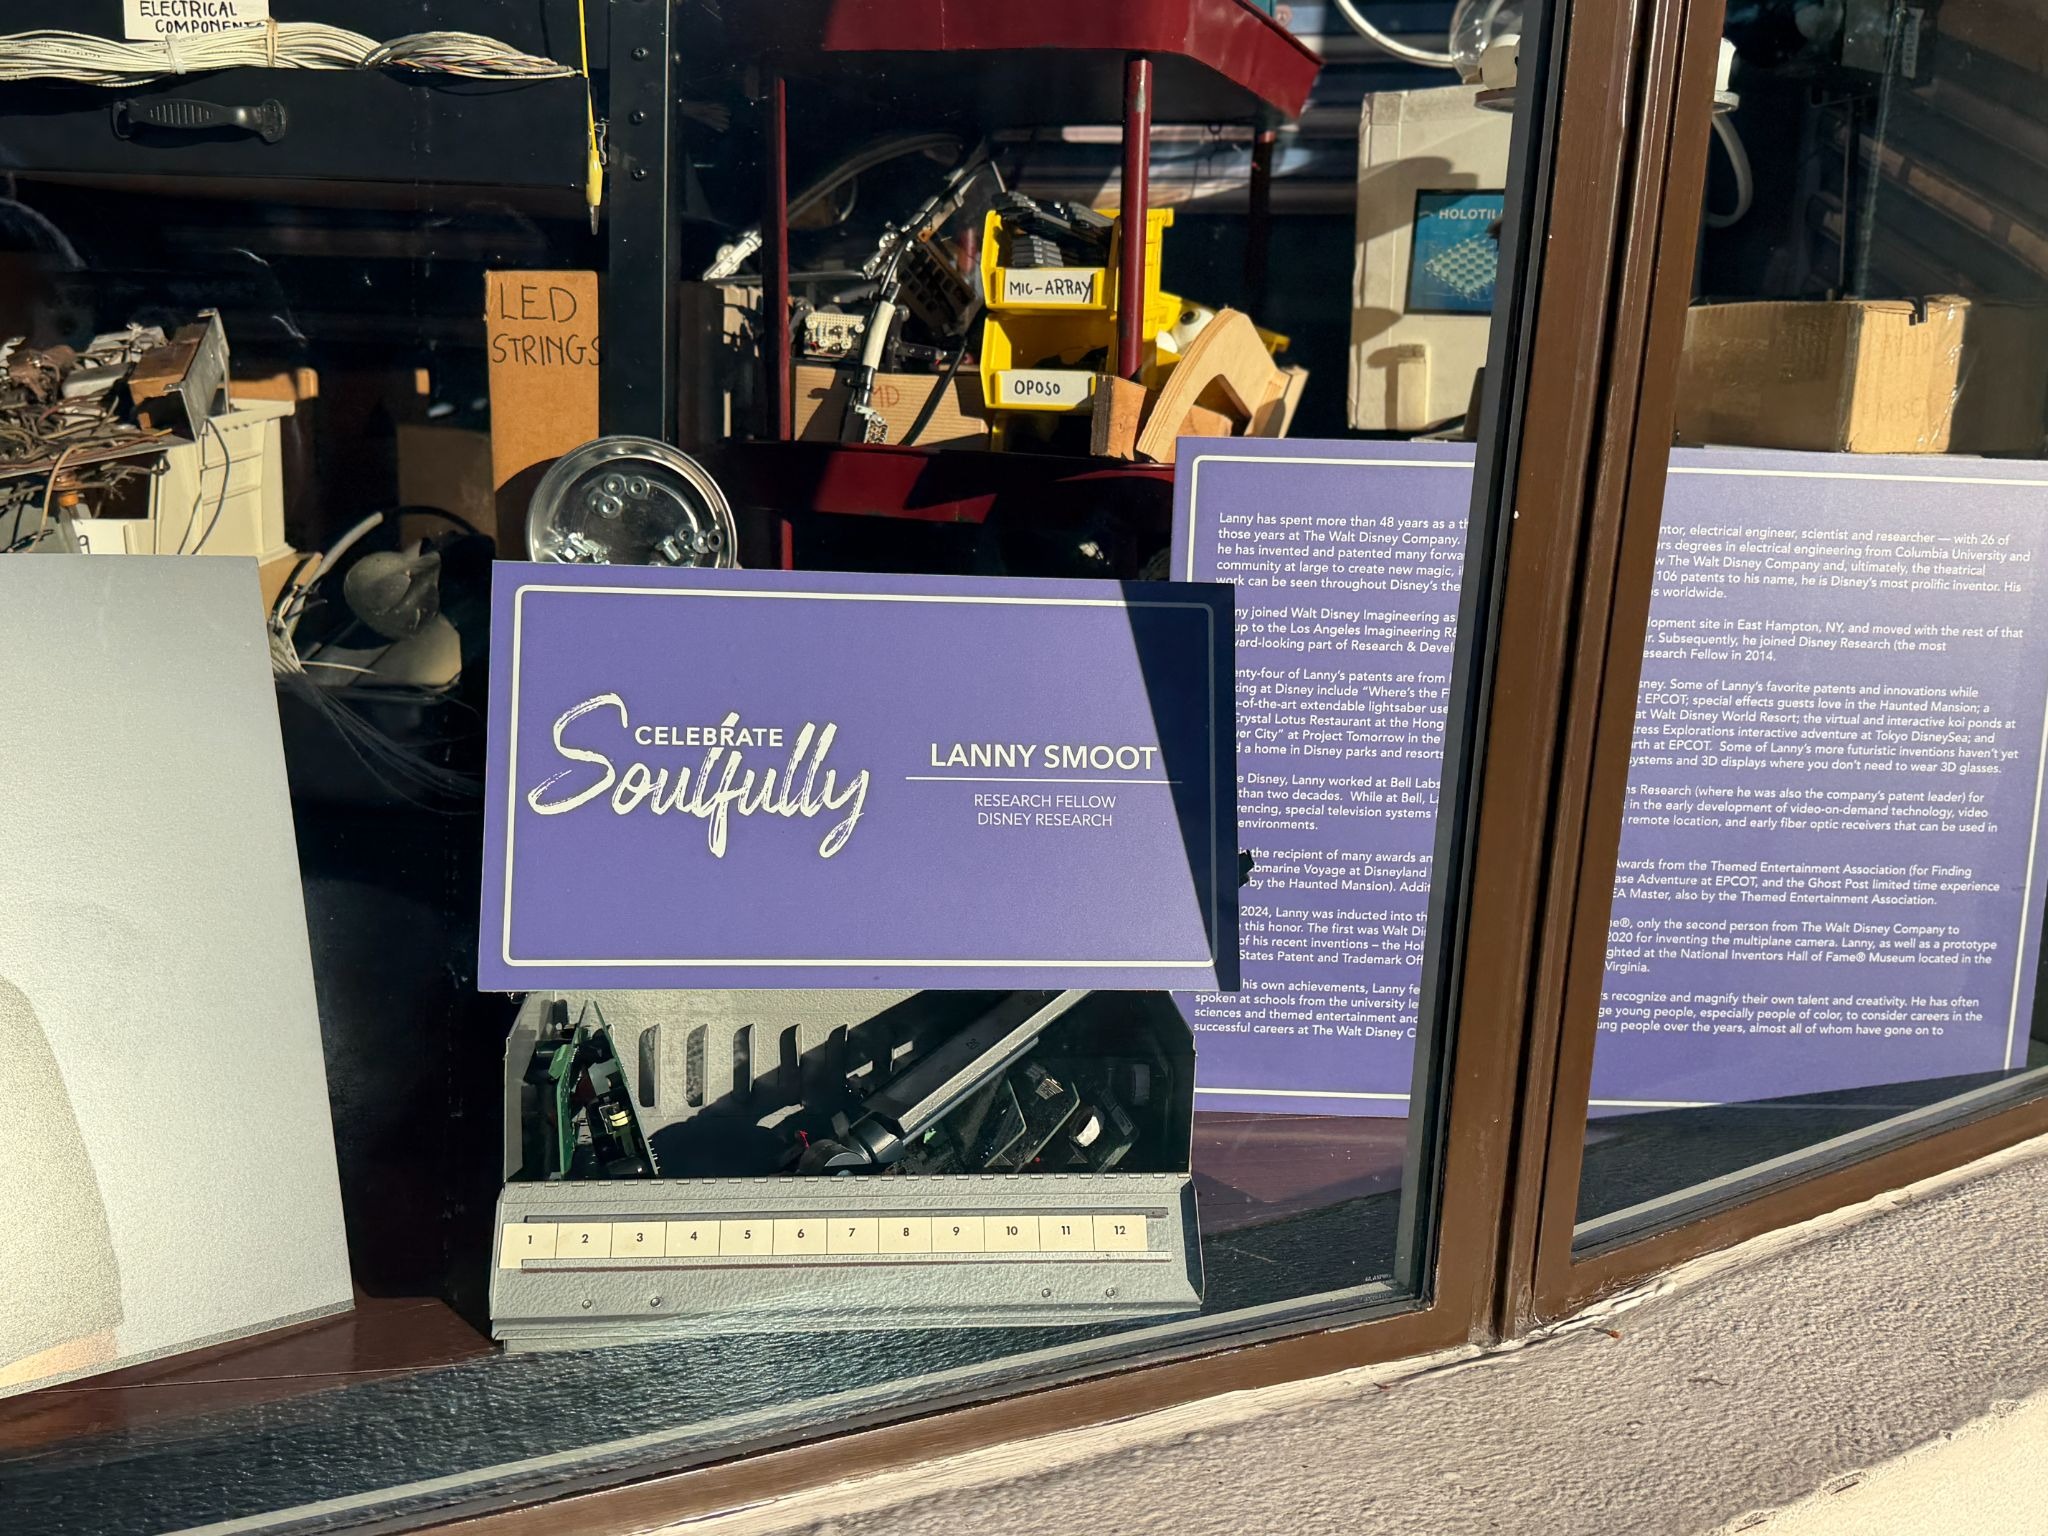 ELECTRICAL
COMPONENTS
LED
STRINGS
MIC-ARRAY
OPOSO
MD
HOLOTIL
9
CELEBRATE
Soulfully
LANNY SMOOT
RESEARCH FELLOW
DISNEY RESEARCH
Lanny has spent more than 48 years as a th ntor, electrical engineer, scientist and researcher — with 26 of
those years at The Walt Disney Company. rs degrees in electrical engineering from Columbia University and
he has invented and patented many forwa w The Walt Disney Company and, ultimately, the theatrical
community at large to create new magic, i 106 patents to his name, he is Disney's most prolific inventor. His
work can be seen throughout Disney's the s worldwide.
ny joined Walt Disney Imagineering as lopment site in East Hampton, NY, and moved with the rest of that
up to the Los Angeles Imagineering R& r. Subsequently, he joined Disney Research (the most
ward-looking part of Research & Devel esearch Fellow in 2014.
enty-four of Lanny's patents are from sney. Some of Lanny's favorite patents and innovations while
king at Disney include "Where's the F t EPCOT; special effects guests love in the Haunted Mansion; a
-of-the-art extendable lightsaber use at Walt Disney World Resort; the virtual and interactive koi ponds at
Crystal Lotus Restaurant at the Hong tress Explorations interactive adventure at Tokyo DisneySea; and
ver City" at Project Tomorrow in the rth at EPCOT. Some of Lanny's more futuristic inventions haven't yet
d a home in Disney parks and resorts systems and 3D displays where you don't need to wear 3D glasses.
e Disney, Lanny worked at Bell Labs ns Research (where he was also the company's patent leader) for
than two decades. While at Bell, La in the early development of video-on-demand technology, video
rencing, special television systems remote location, and early fiber optic receivers that can be used in
environments.
is the recipient of many awards an Awards from the Themed Entertainment Association (for Finding
bmarine Voyage at Disneyland ase Adventure at EPCOT, and the Ghost Post limited time experience
by the Haunted Mansion). Addit EA Master, also by the Themed Entertainment Association.
2024, Lanny was inducted into th ne®, only the second person from The Walt Disney Company to
this honor. The first was Walt Dis 2020 for inventing the multiplane camera. Lanny, as well as a prototype
of his recent inventions – the Hol ghted at the National Inventors Hall of Fame® Museum located in the
States Patent and Trademark Off Virginia.
his own achievements, Lanny fe rs recognize and magnify their own talent and creativity. He has often
spoken at schools from the university le ge young people, especially people of color, to consider careers in the
sciences and themed entertainment and ung people over the years, almost all of whom have gone on to
successful careers at The Walt Disney C
1 2 3 4 5 6 7 8 9 10 11 12